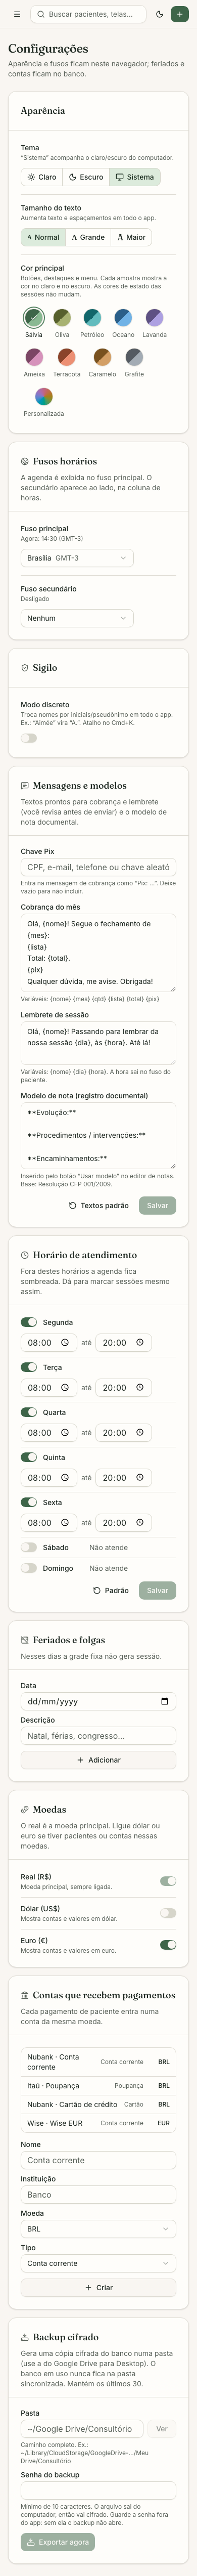 Buscar pacientes, telas...
Configurações
Aparência e fusos ficam neste navegador; feriados e
contas ficam no banco.
Aparência
Tema
"Sistema" acompanha o claro/escuro do computador.
Claro
Escuro
Sistema
Tamanho do texto
Aumenta texto e espaçamentos em todo o app.
A Normal
A Grande
A Maior
Cor principal
Botões, destaques e menu. Cada amostra mostra a
cor no claro e no escuro. As cores de estado das
sessões não mudam.
Sálvia
Oliva
Petróleo
Oceano
Lavanda
Ameixa
Terracota
Caramelo
Grafite
Personalizada
Fusos horários
A agenda é exibida no fuso principal. O
secundário aparece ao lado, na coluna de
horas.
Fuso principal
Agora: 14:30 (GMT-3)
Brasília GMT-3
Fuso secundário
Desligado
Nenhum
Sigilo
Modo discreto
Troca nomes por iniciais/pseudônimo em todo o app.
Ex.: "Aimée" vira "A.". Atalho no Cmd+K.
Mensagens e modelos
Textos prontos para cobrança e lembrete
(você revisa antes de enviar) e o modelo de
nota documental.
Chave Pix
CPF, e-mail, telefone ou chave aleató
Entra na mensagem de cobrança como "Pix: ...". Deixe
vazio para não incluir.
Cobrança do mês
Olá, {nome}! Segue o fechamento de
{mes}:
{lista}
Total: {total}.
{pix}
Qualquer dúvida, me avise. Obrigada!
Variáveis: {nome} {mes} {qtd} {lista} {total} {pix}
Lembrete de sessão
Olá, {nome}! Passando para lembrar da
nossa sessão {dia}, às {hora}. Até lá!
Variáveis: {nome} {dia} {hora}. A hora sai no fuso do
paciente.
Modelo de nota (registro documental)
**Evolução:**
**Procedimentos / intervenções:**
**Encaminhamentos:**
Inserido pelo botão "Usar modelo" no editor de notas.
Base: Resolução CFP 001/2009.
Textos padrão
Salvar
Horário de atendimento
Fora destes horários a agenda fica
sombreada. Dá para marcar sessões mesmo
assim.
Segunda
08:00 até 20:00
Terça
08:00 até 20:00
Quarta
08:00 até 20:00
Quinta
08:00 até 20:00
Sexta
08:00 até 20:00
Sábado Não atende
Domingo Não atende
Padrão
Salvar
Feriados e folgas
Nesses dias a grade fixa não gera sessão.
Data
dd/mm/yyyy
Descrição
Natal, férias, congresso...
Adicionar
Moedas
O real é a moeda principal. Ligue dólar ou
euro se tiver pacientes ou contas nessas
moedas.
Real (R$)
Moeda principal, sempre ligada.
Dólar (US$)
Mostra contas e valores em dólar.
Euro (€)
Mostra contas e valores em euro.
Contas que recebem pagamentos
Cada pagamento de paciente entra numa
conta da mesma moeda.
Nubank · Conta
corrente
Conta corrente BRL
Itaú · Poupança Poupança BRL
Nubank · Cartão de crédito Cartão BRL
Wise · Wise EUR Conta corrente EUR
Nome
Conta corrente
Instituição
Banco
Moeda
BRL
Tipo
Conta corrente
Criar
Backup cifrado
Gera uma cópia cifrada do banco numa pasta
(use a do Google Drive para Desktop). O
banco em uso nunca fica na pasta
sincronizada. Mantém os últimos 30.
Pasta
~/Google Drive/Consultório
Ver
Caminho completo. Ex.:
~/Library/CloudStorage/GoogleDrive-.../Meu
Drive/Consultório
Senha do backup
Mínimo de 10 caracteres. O arquivo sai do
computador, então vai cifrado. Guarde a senha fora
do app: sem ela o backup não abre.
Exportar agora